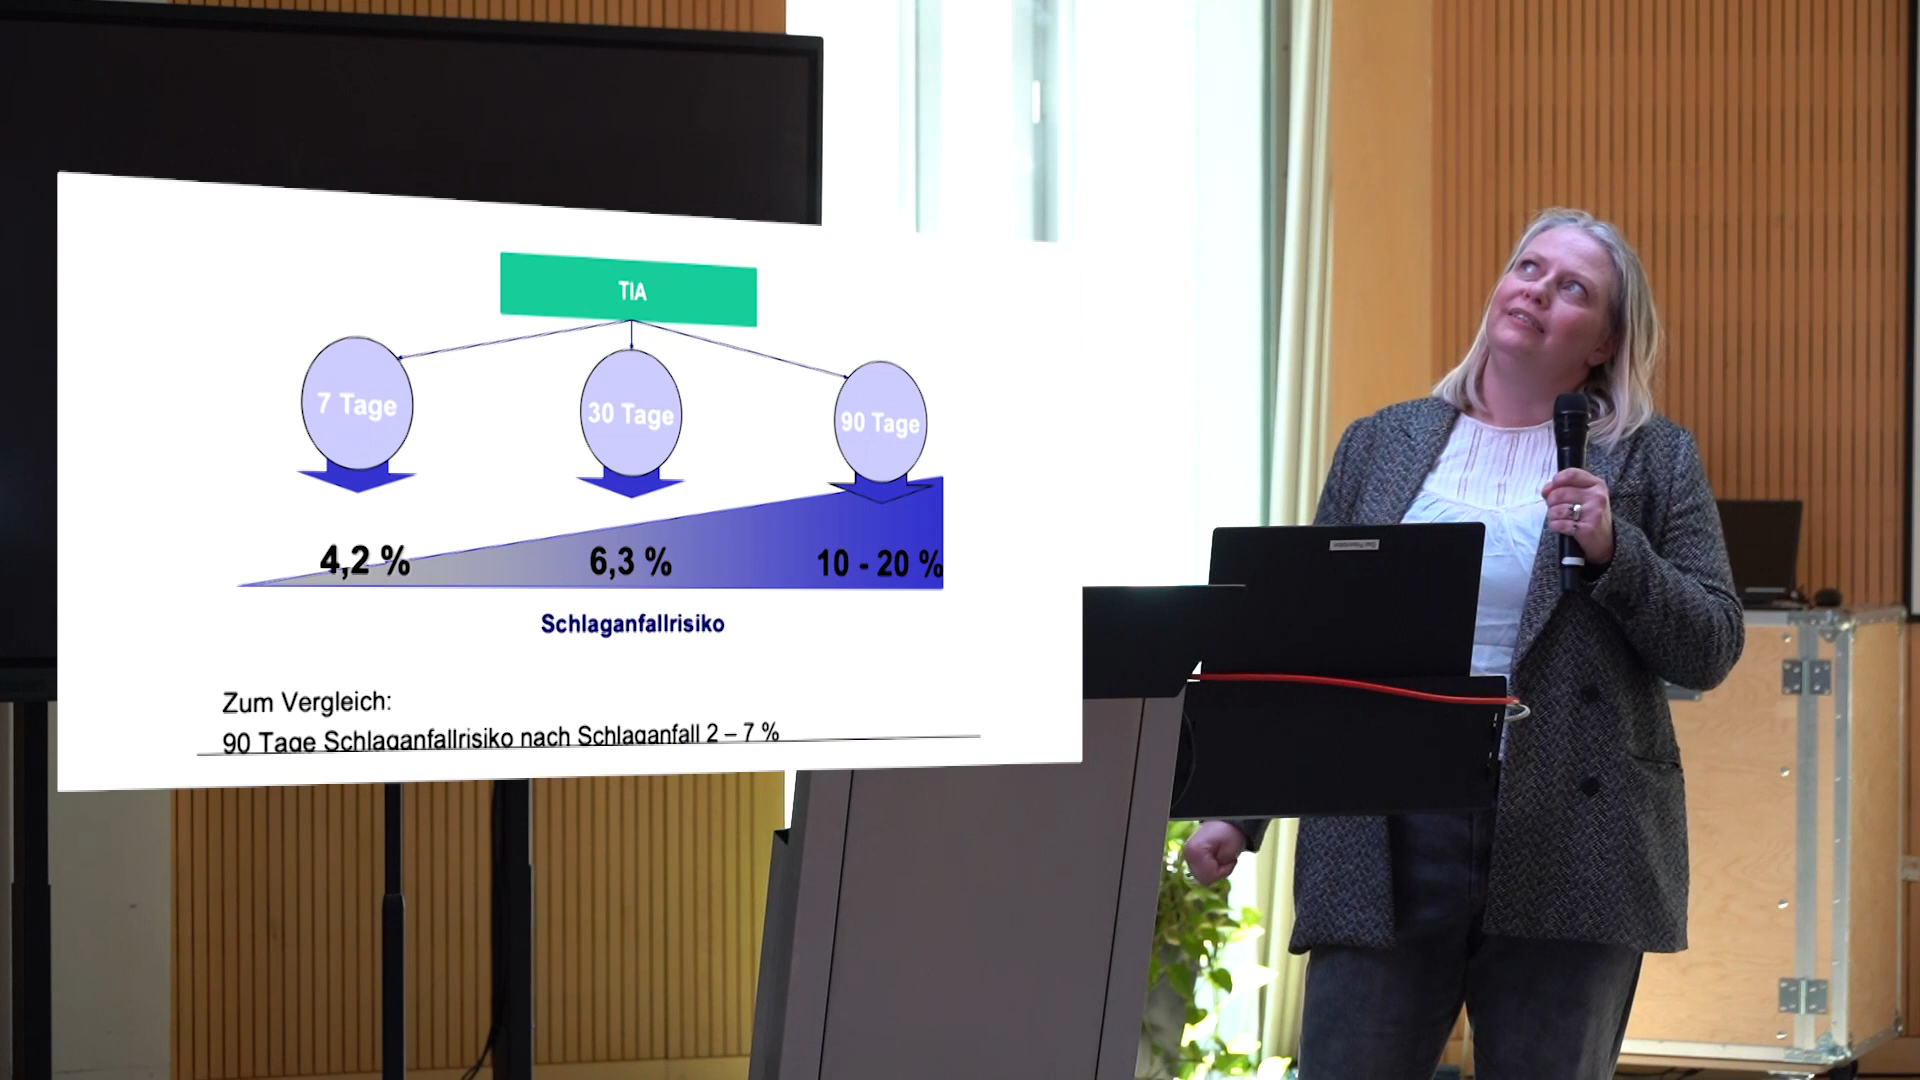 TIA
7 Tage
30 Tage
90 Tage
4,2 %
6,3 %
10 - 20 %
Schlaganfallrisiko
Zum Vergleich:
90 Tage Schlaganfallrisiko nach Schlaganfall 2 – 7 %